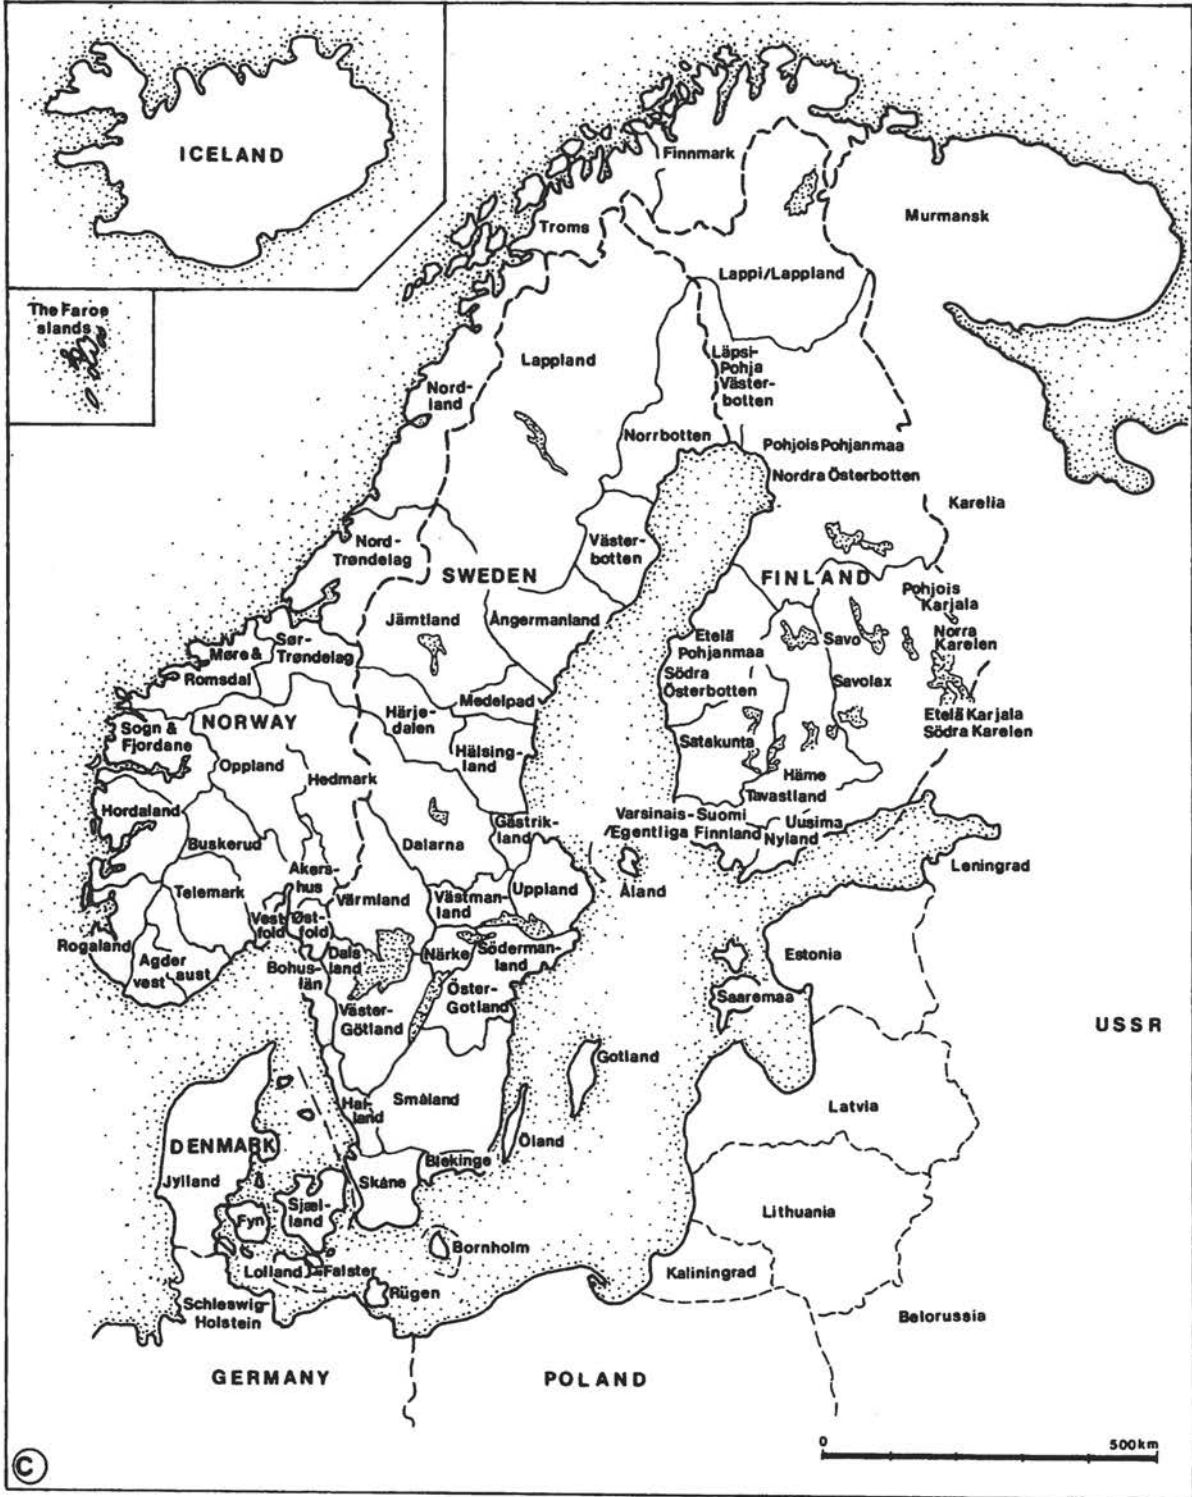 ICELAND
The Faroe
slands
Finnmark
Troms
Murmansk
Lappi/Lappland
Lappland
Läpsi-
Pohja
Väster-
botten
Nord-
land
Norrbotten
Pohjois Pohjanmaa
Nordra Österbotten
Karelia
Nord-
Trøndelag
Väster-
botten
SWEDEN
FINLAND
Pohjois
Karjala
Jämtland
Ångermanland
Sør-
Trøndelag
Møre &
Romsdal
Etelä
Pohjanmaa
Södra
Österbotten
Savo
Norra
Karelen
Savolax
Medelpad
Härje-
dalen
NORWAY
Sogn &
Fjordane
Etelä Karjala
Södra Karelen
Satakunta
Hälsing-
land
Oppland
Hedmark
Häme
Tavastland
Hordaland
Gästrik-
land
Varsinais-Suomi
Egentliga Finnland
Uusima
Nyland
Buskerud
Dalarna
Akers-
hus
Leningrad
Telemark
Värmland
Västman-
land
Uppland
Åland
Vest
fold
Øst-
fold
Rogaland
Agder
vest
aust
Bohus-
län
Dals
land
Närke
Söderman-
land
Estonia
Öster-
Gotland
Saaremaa
Väster-
Götland
USSR
Gotland
Småland
Hal-
land
Latvia
DENMARK
Öland
Blekinge
Jylland
Skåne
Sjæl-
land
Fyn
Lithuania
Bornholm
Lolland
Falster
Kaliningrad
Rügen
Schleswig-
Holstein
Belorussia
GERMANY
POLAND
0
500km
C